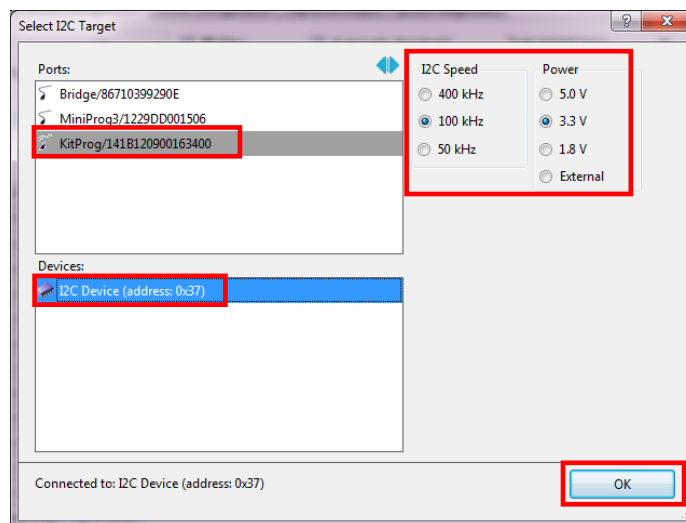 Select I2C Target
Ports:
Bridge/86710399290E
MiniProg3/1229DD001506
KitProg/141B120900163400
I2C Speed
400 kHz
100 kHz
50 kHz
Power
5.0 V
3.3 V
1.8 V
External
Devices:
I2C Device (address: 0x37)
Connected to: I2C Device (address: 0x37)
OK